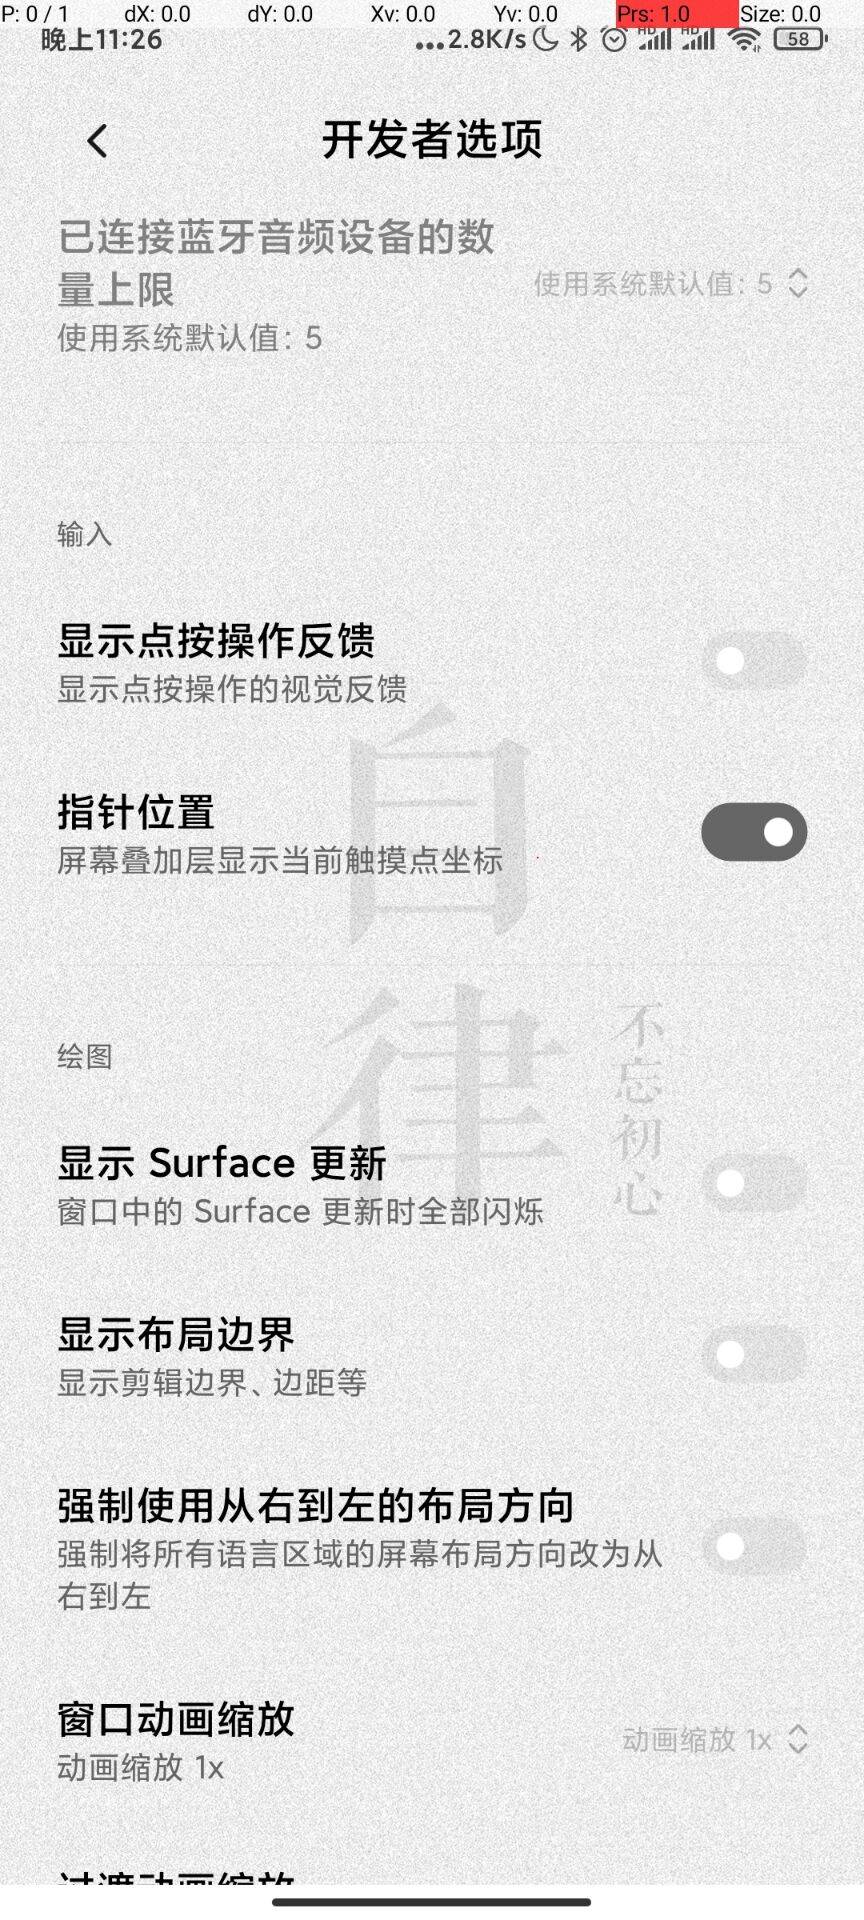 P: 0 / 1 dX: 0.0 dY: 0.0 Xv: 0.0 Yv: 0.0 Prs: 1.0 Size: 0.0
晚上11:26 ...2.8K/s HD HD 58
开发者选项
已连接蓝牙音频设备的数
量上限
使用系统默认值：5
使用系统默认值：5
输入
显示点按操作反馈
显示点按操作的视觉反馈
指针位置
屏幕叠加层显示当前触摸点坐标
自律
不忘初心
绘图
显示 Surface 更新
窗口中的 Surface 更新时全部闪烁
显示布局边界
显示剪辑边界、边距等
强制使用从右到左的布局方向
强制将所有语言区域的屏幕布局方向改为从
右到左
窗口动画缩放
动画缩放 1x
动画缩放 1x
过渡动画缩放